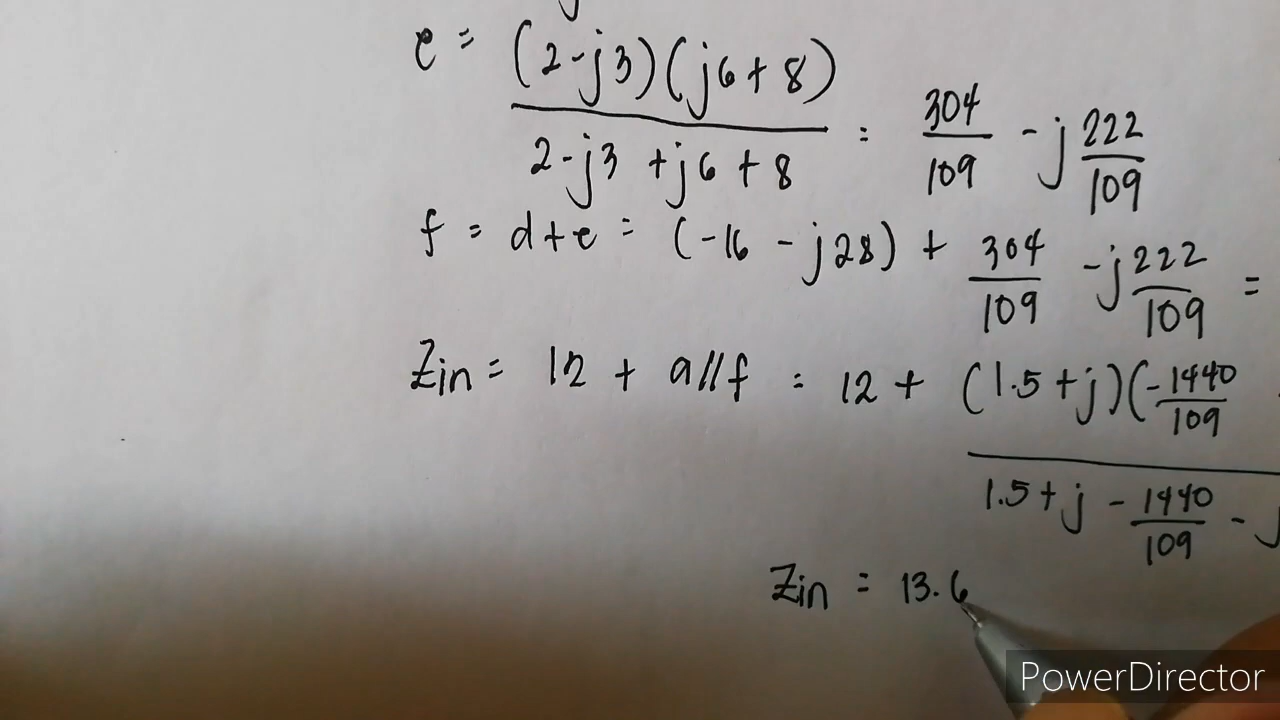 e = (2-j3)(j6+8) / 2-j3 +j6 +8 = 304/109 - j 222/109
f = d+e = (-16 - j28) + 304/109 - j 222/109 =
Zin = 12 + a//f = 12 + (1.5+j)(-1440/109 / 1.5+j - 1440/109 - j
Zin = 13.6
PowerDirector